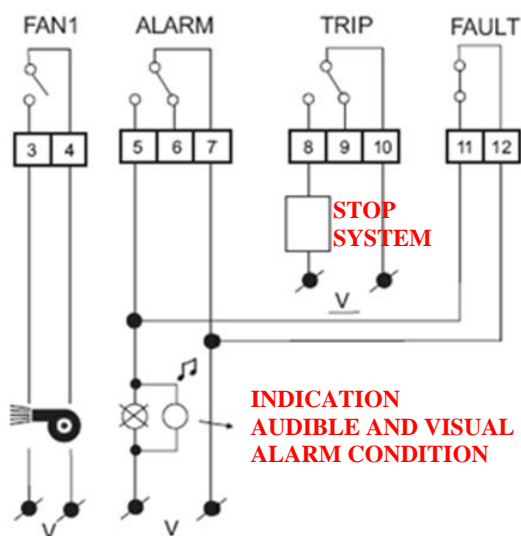 FAN1 ALARM TRIP FAULT
3 4 5 6 7 8 9 10 11 12
STOP
SYSTEM
V
INDICATION
AUDIBLE AND VISUAL
ALARM CONDITION
V V